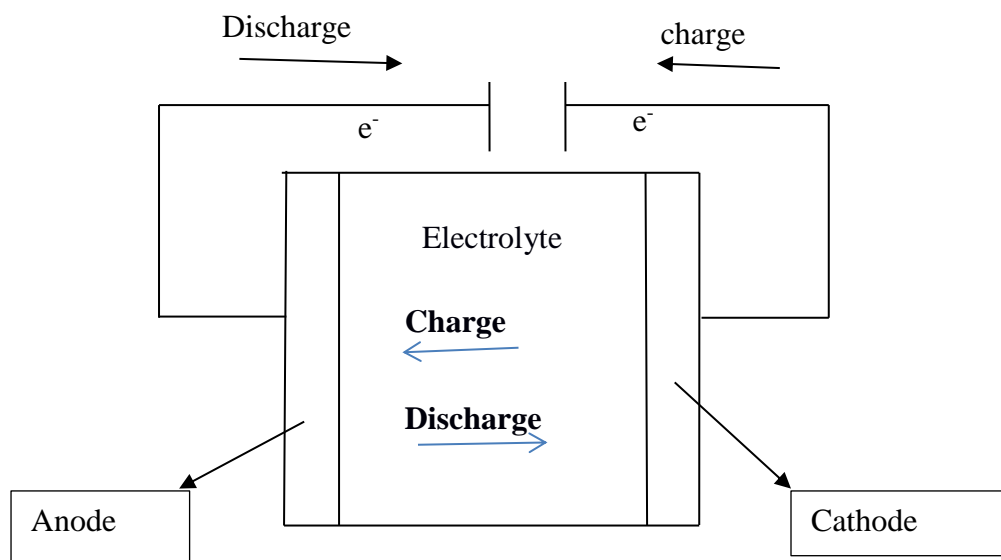 Discharge
charge
e-
e-
Electrolyte
Charge
Discharge
Anode
Cathode